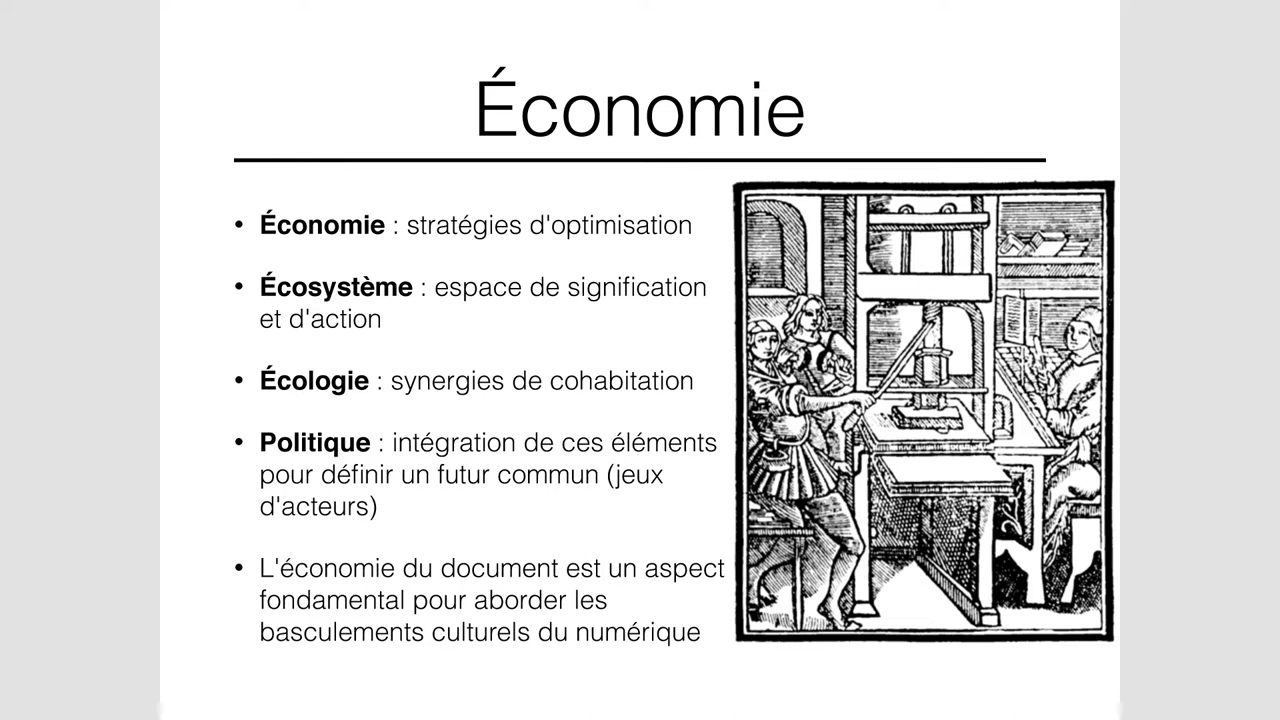 Économie
• Économie : stratégies d'optimisation
• Écosystème : espace de signification
et d'action
• Écologie : synergies de cohabitation
• Politique : intégration de ces éléments
pour définir un futur commun (jeux
d'acteurs)
• L'économie du document est un aspect
fondamental pour aborder les
basculements culturels du numérique